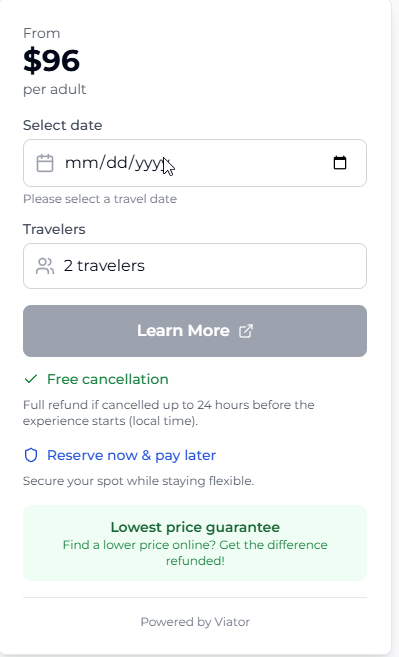 From
$96
per adult
Select date
mm/dd/yyyy
Please select a travel date
Travelers
2 travelers
Learn More
Free cancellation
Full refund if cancelled up to 24 hours before the
experience starts (local time).
Reserve now & pay later
Secure your spot while staying flexible.
Lowest price guarantee
Find a lower price online? Get the difference
refunded!
Powered by Viator